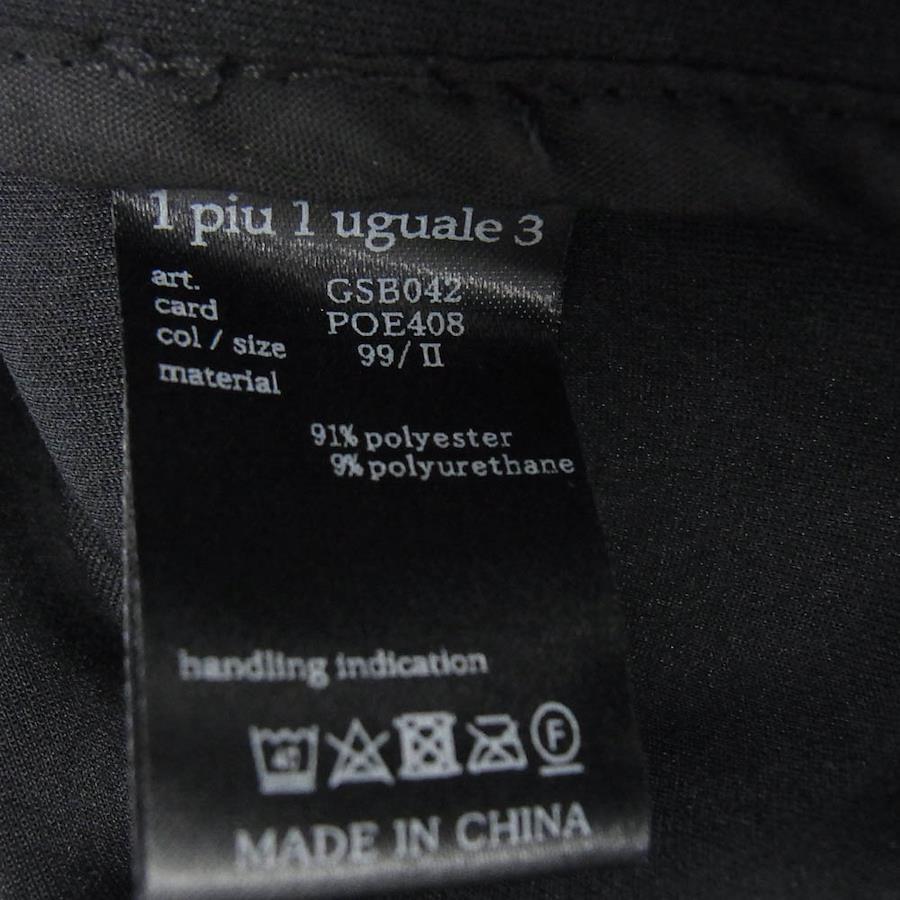 1 piu 1 uguale 3
art. GSB042
card POE408
col / size 99/ II
material
91% polyester
9% polyurethane
handling indication
F
MADE IN CHINA